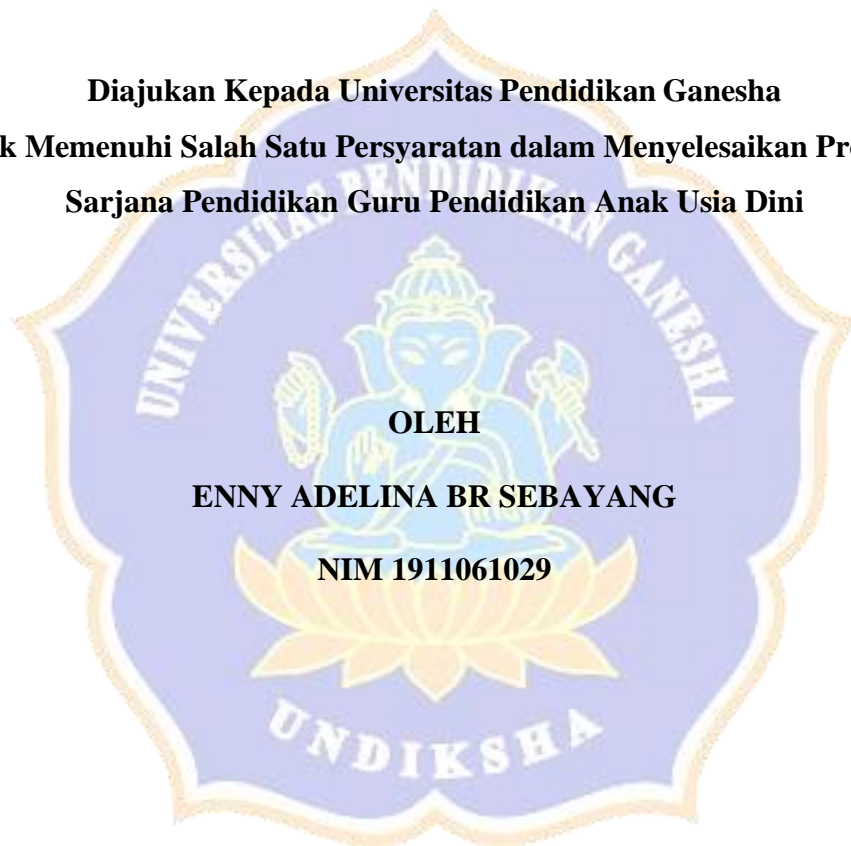 Diajukan Kepada Universitas Pendidikan Ganesha
Memenuhi Salah Satu Persyaratan dalam Menyelesaikan
Sarjana Pendidikan Guru Pendidikan Anak Usia Dini
UNIVERSITAS PENDIDIKAN GANESHA
OLEH
ENNY ADELINA BR SEBAYANG
NIM 1911061029
UNDIKSHA